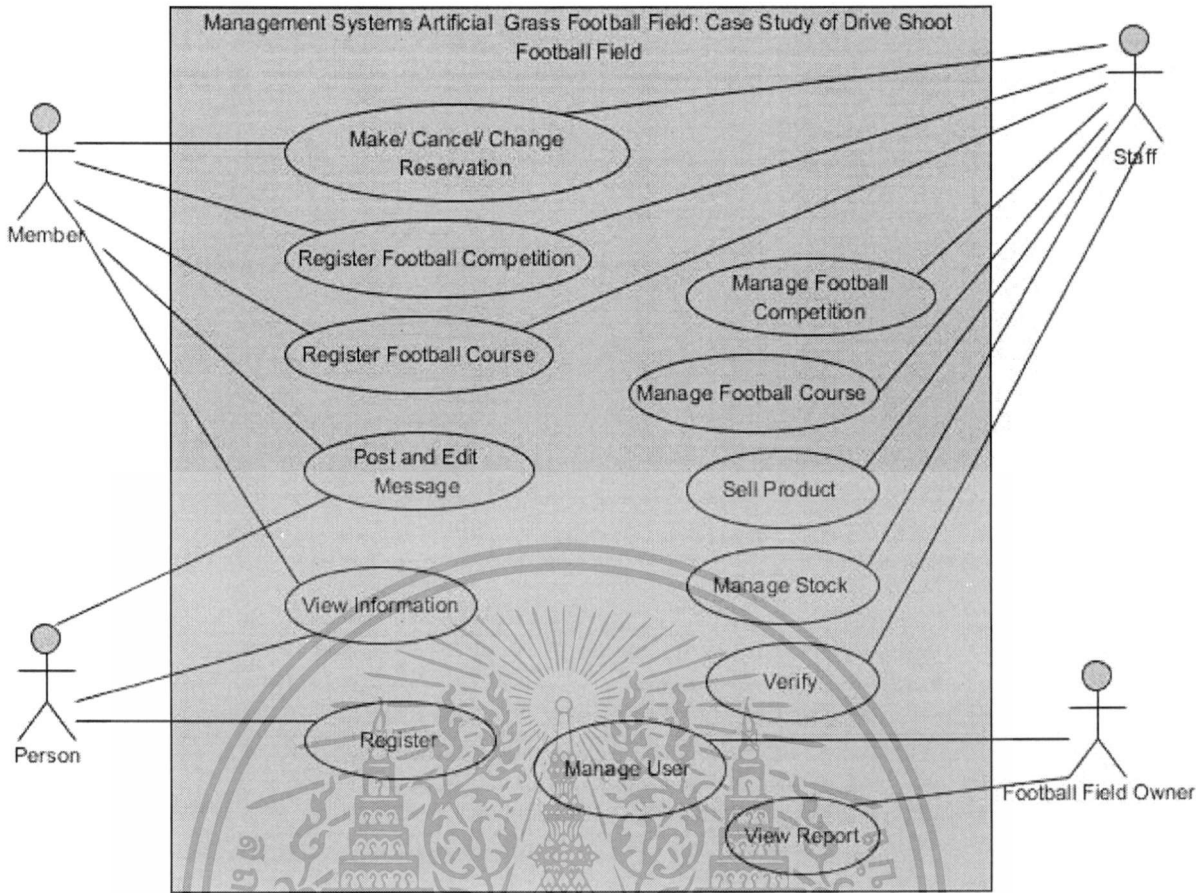 Management Systems Artificial Grass Football Field: Case Study of Drive Shoot
Football Field
Make/ Cancel/ Change
Reservation
Member
Staff
Register Football Competition
Manage Football
Competition
Register Football Course
Manage Football Course
Post and Edit
Message
Sell Product
View Information
Manage Stock
Verify
Person
Register
Manage User
Football Field Owner
View Report